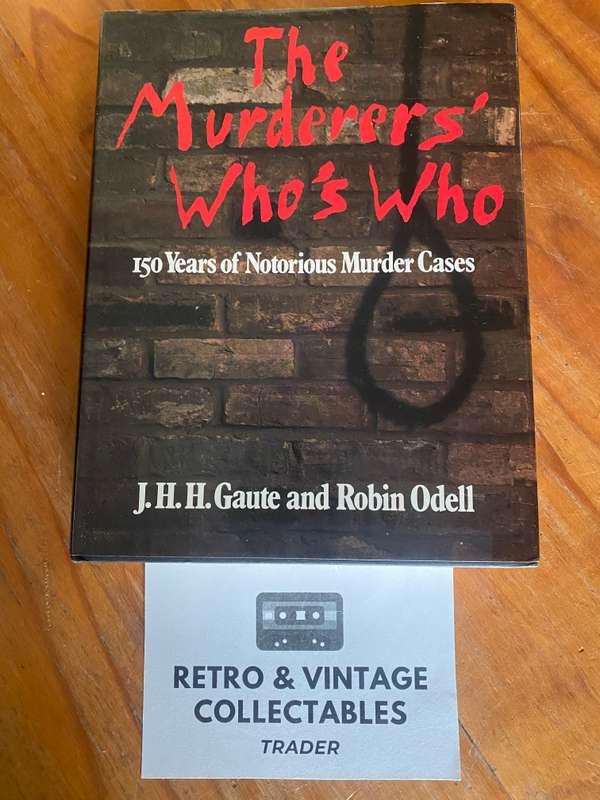 The
Murderers'
Who's Who
150 Years of Notorious Murder Cases
J. H. H. Gaute and Robin Odell
RETRO & VINTAGE
COLLECTABLES
TRADER